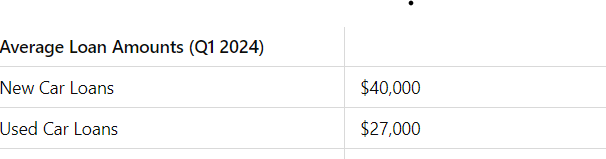 Average Loan Amounts (Q1 2024)
New Car Loans $40,000
Used Car Loans $27,000